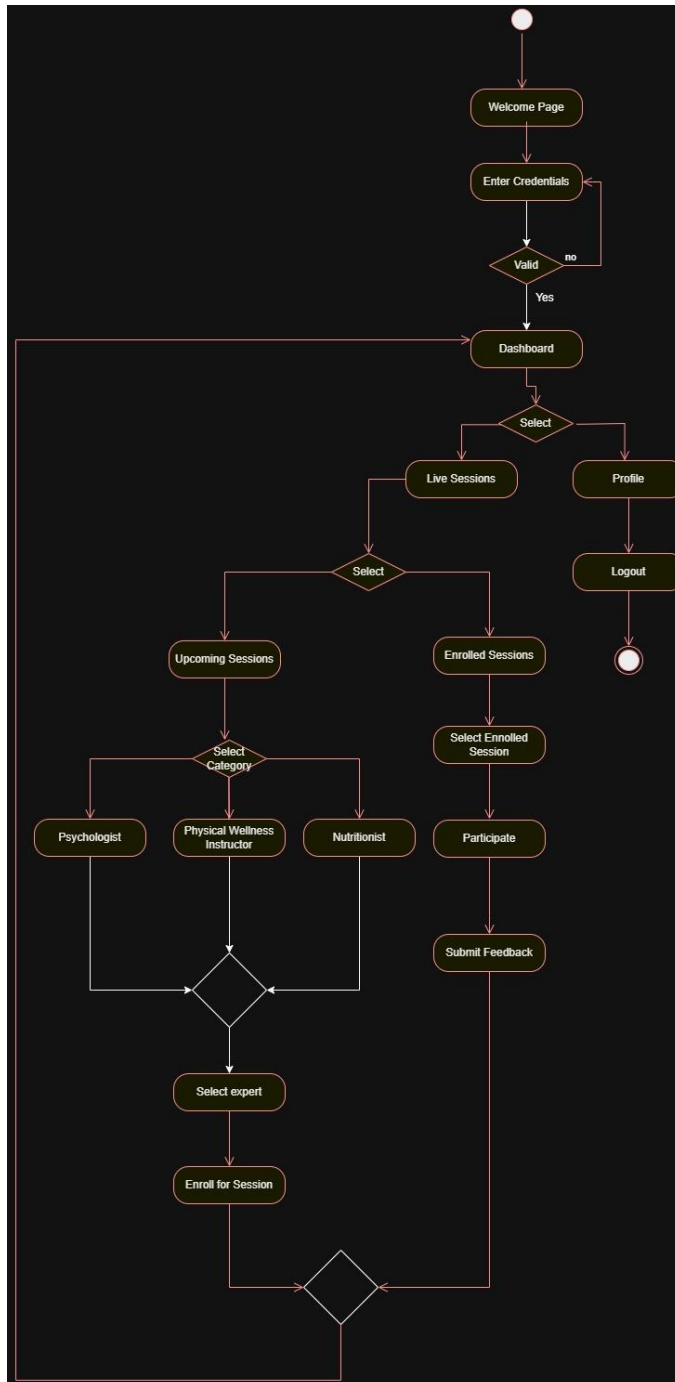 Welcome Page
Enter Credentials
Valid
no
Yes
Dashboard
Select
Live Sessions
Profile
Select
Logout
Upcoming Sessions
Enrolled Sessions
Select
Category
Select Enrolled
Session
Psychologist
Physical Wellness
Instructor
Nutritionist
Participate
Submit Feedback
Select expert
Enroll for Session